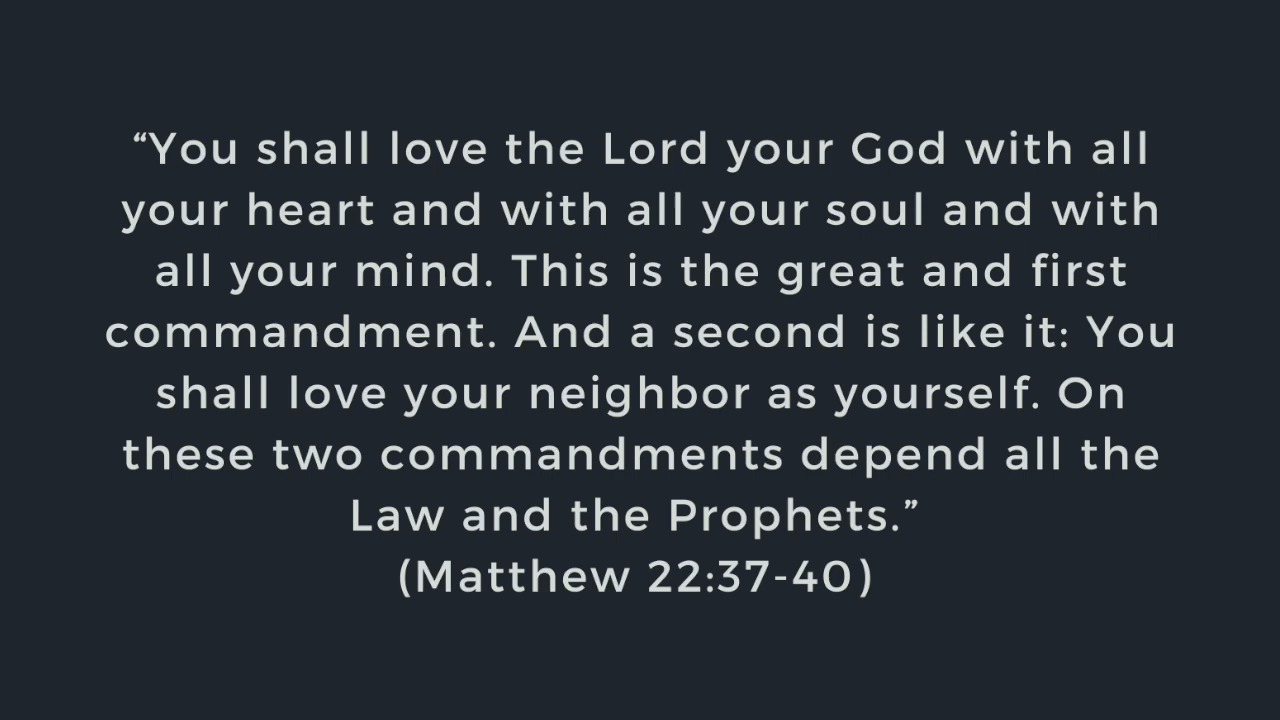 “You shall love the Lord your God with all
your heart and with all your soul and with
all your mind. This is the great and first
commandment. And a second is like it: You
shall love your neighbor as yourself. On
these two commandments depend all the
Law and the Prophets.”
(Matthew 22:37-40)